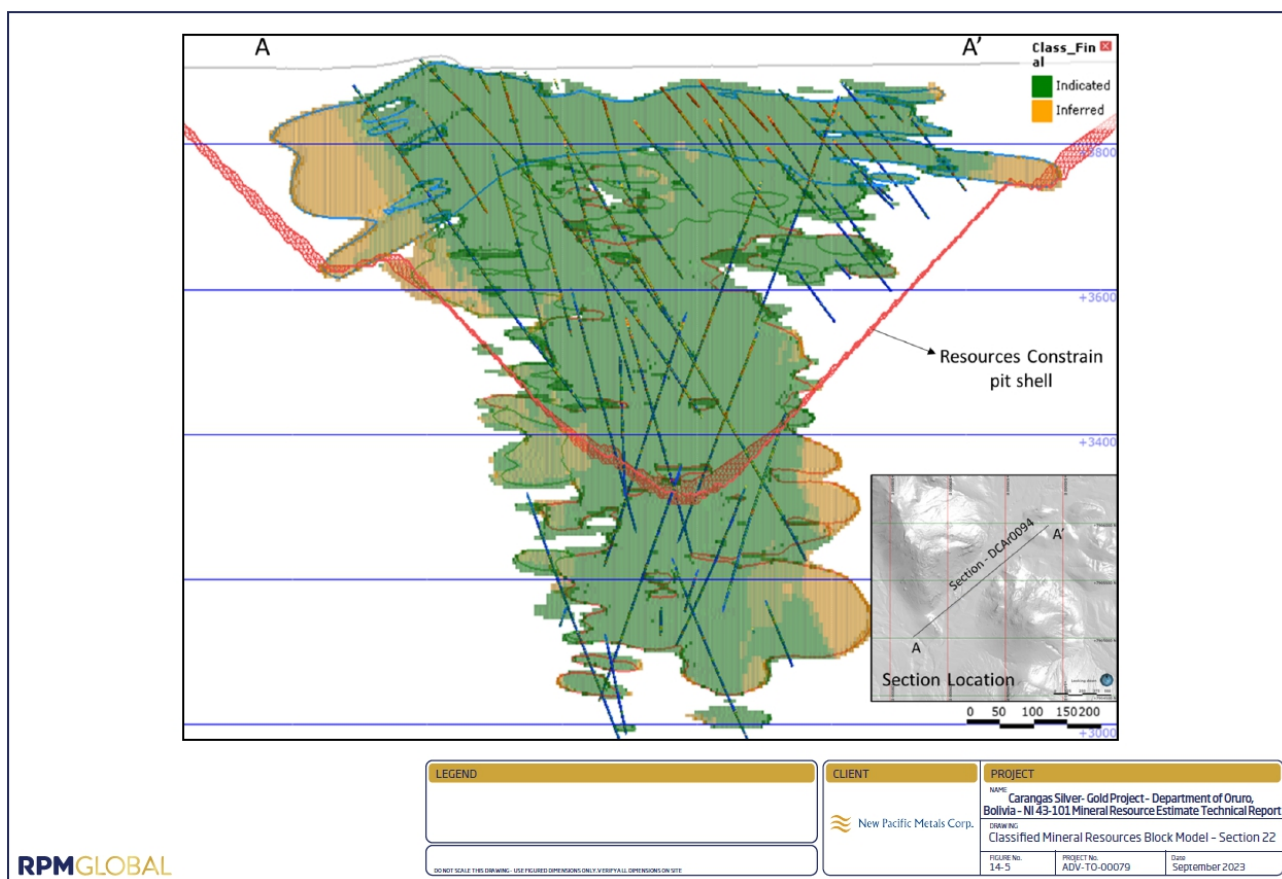 A
A'
Class_Fin
al
Indicated
Inferred
+3800
+3600
Resources Constrain
pit shell
+3400
Section - DCAr0094
A'
A
Section Location
0 50 100 150 200
+3000
LEGEND
DO NOT SCALE THIS DRAWING - USE FIGURED DIMENSIONS ONLY. VERIFY ALL DIMENSIONS ON SITE
CLIENT
New Pacific Metals Corp.
PROJECT
NAME
Carangas Silver- Gold Project - Department of Oruro,
Bolivia - NI 43-101 Mineral Resource Estimate Technical Report
DRAWING
Classified Mineral Resources Block Model - Section 22
FIGURE No.
14-5
PROJECT No.
ADV-TO-00079
Date
September 2023
RPMGLOBAL